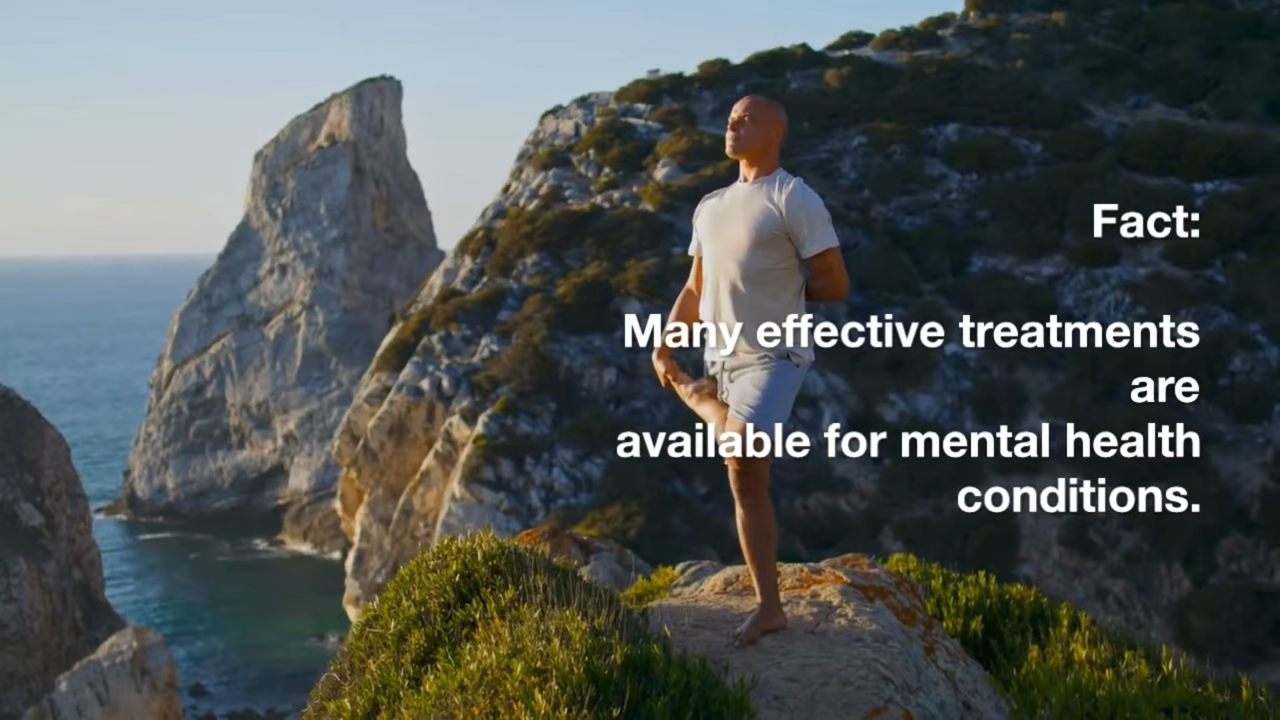 Fact:
Many effective treatments
are
available for mental health
conditions.